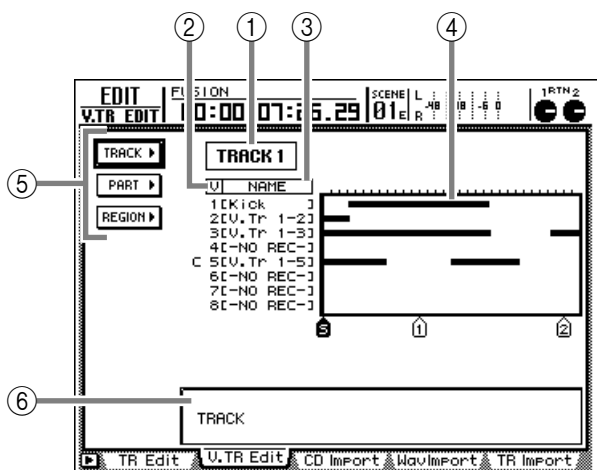 ② ① ③ ④
EDIT
V.TR EDIT
FUSION
00:00 07:26.29
SCENE
01E
L
R
-48 -18 -6 0
1 RTN 2
⑤
TRACK
PART
REGION
TRACK 1
V NAME
1[Kick ]
2[V.Tr 1-2]
3[V.Tr 1-3]
4[-NO REC-]
C 5[V.Tr 1-5]
6[-NO REC-]
7[-NO REC-]
8[-NO REC-]
S 1 2
⑥
TRACK
TR Edit V.TR Edit CD Import WavImport TR Import